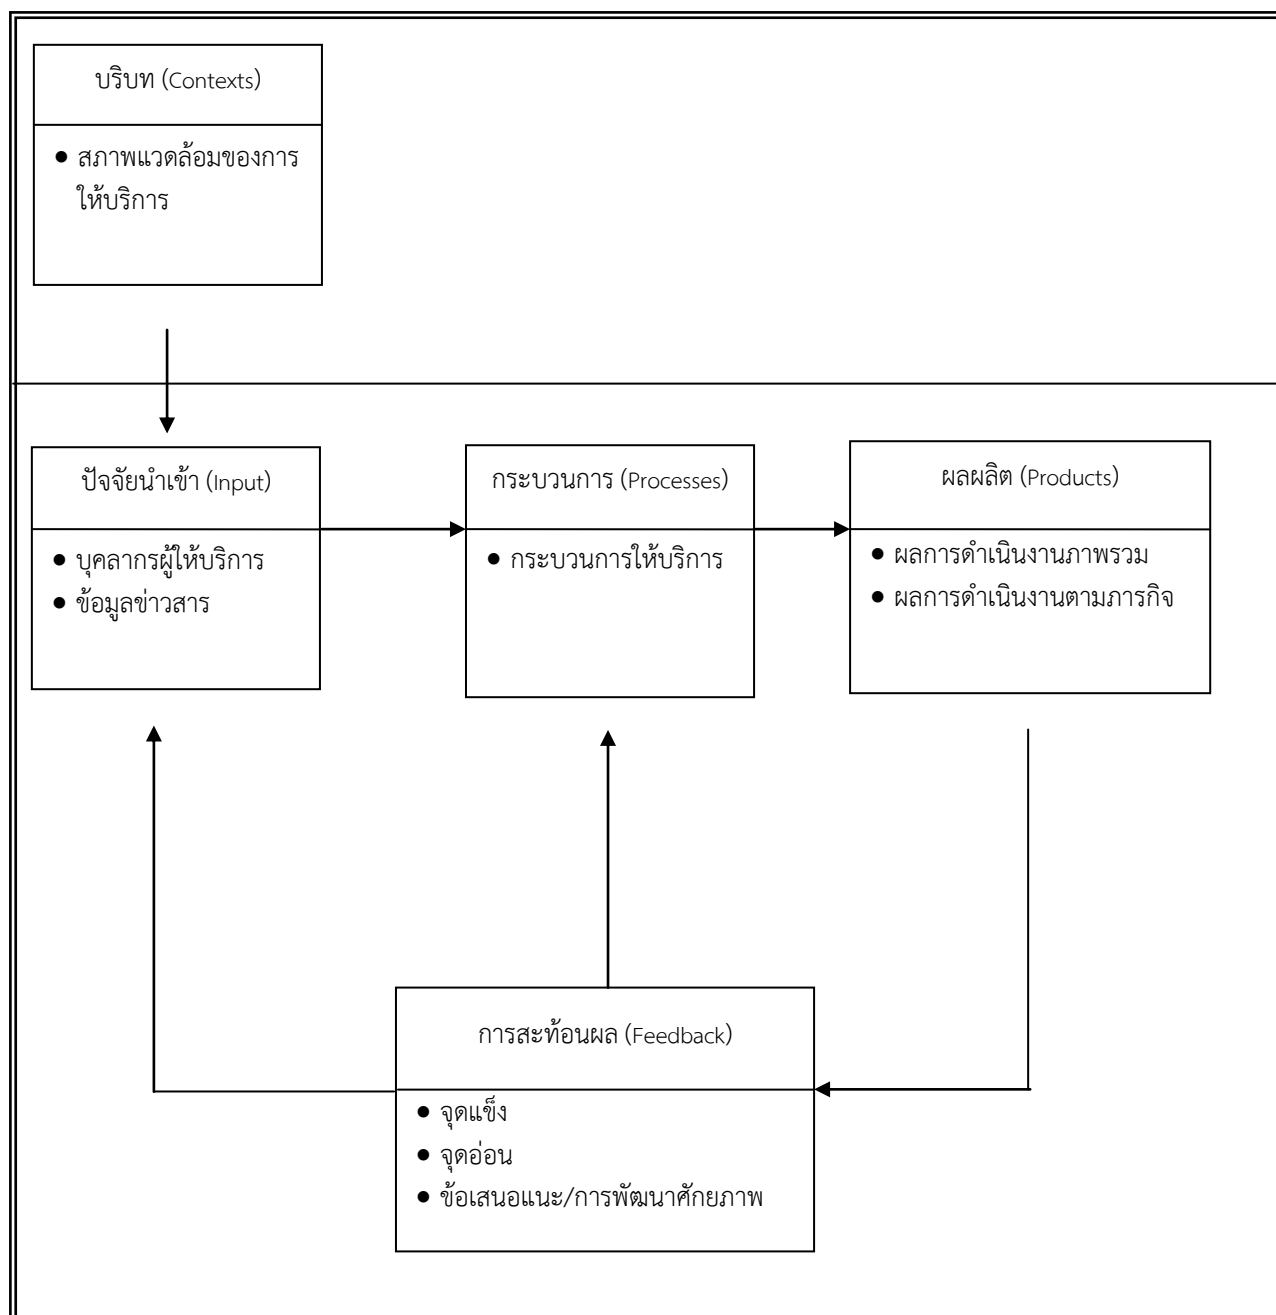 บริบท (Contexts)
● สภาพแวดล้อมของการ
ให้บริการ
ปัจจัยนำเข้า (Input)
● บุคลากรผู้ให้บริการ
● ข้อมูลข่าวสาร
กระบวนการ (Processes)
● กระบวนการให้บริการ
ผลผลิต (Products)
● ผลการดำเนินงานภาพรวม
● ผลการดำเนินงานตามภารกิจ
การสะท้อนผล (Feedback)
● จุดแข็ง
● จุดอ่อน
● ข้อเสนอแนะ/การพัฒนาศักยภาพ